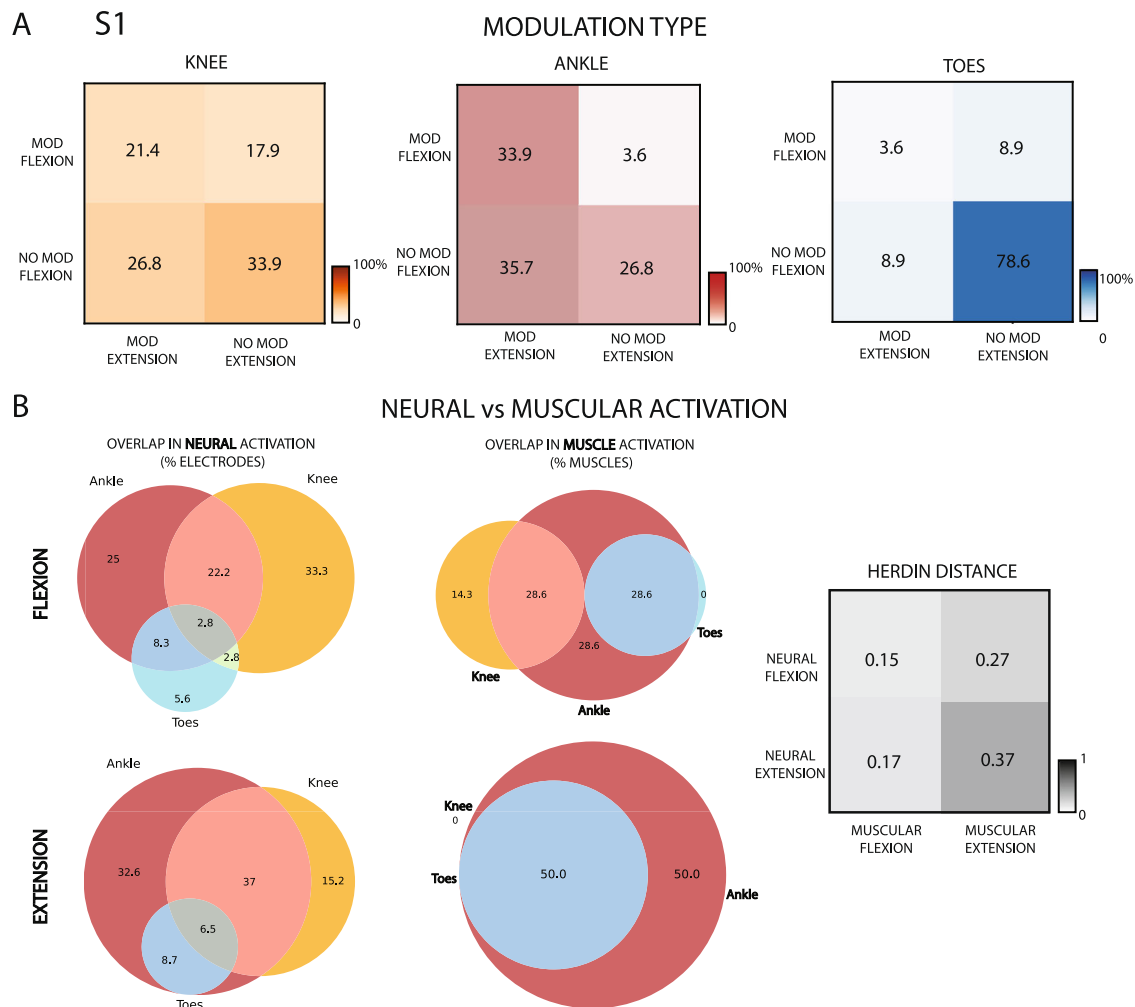 A S1 MODULATION TYPE
KNEE
ANKLE
TOES
MOD
FLEXION
21.4 17.9
NO MOD
FLEXION
26.8 33.9
100%
0
MOD
EXTENSION
NO MOD
EXTENSION
MOD
FLEXION
33.9 3.6
NO MOD
FLEXION
35.7 26.8
100%
0
MOD
EXTENSION
NO MOD
EXTENSION
MOD
FLEXION
3.6 8.9
NO MOD
FLEXION
8.9 78.6
100%
0
MOD
EXTENSION
NO MOD
EXTENSION
B NEURAL vs MUSCULAR ACTIVATION
OVERLAP IN NEURAL ACTIVATION
(% ELECTRODES)
OVERLAP IN MUSCLE ACTIVATION
(% MUSCLES)
FLEXION
Ankle
Knee
25
22.2
33.3
2.8
8.3
2.8
5.6
Toes
14.3
28.6
28.6
0
28.6
Toes
Knee
Ankle
EXTENSION
Ankle
Knee
32.6
37
15.2
6.5
8.7
Toes
Knee
0
Toes
50.0
50.0
Ankle
HERDIN DISTANCE
NEURAL
FLEXION
0.15 0.27
NEURAL
EXTENSION
0.17 0.37
1
0
MUSCULAR
FLEXION
MUSCULAR
EXTENSION